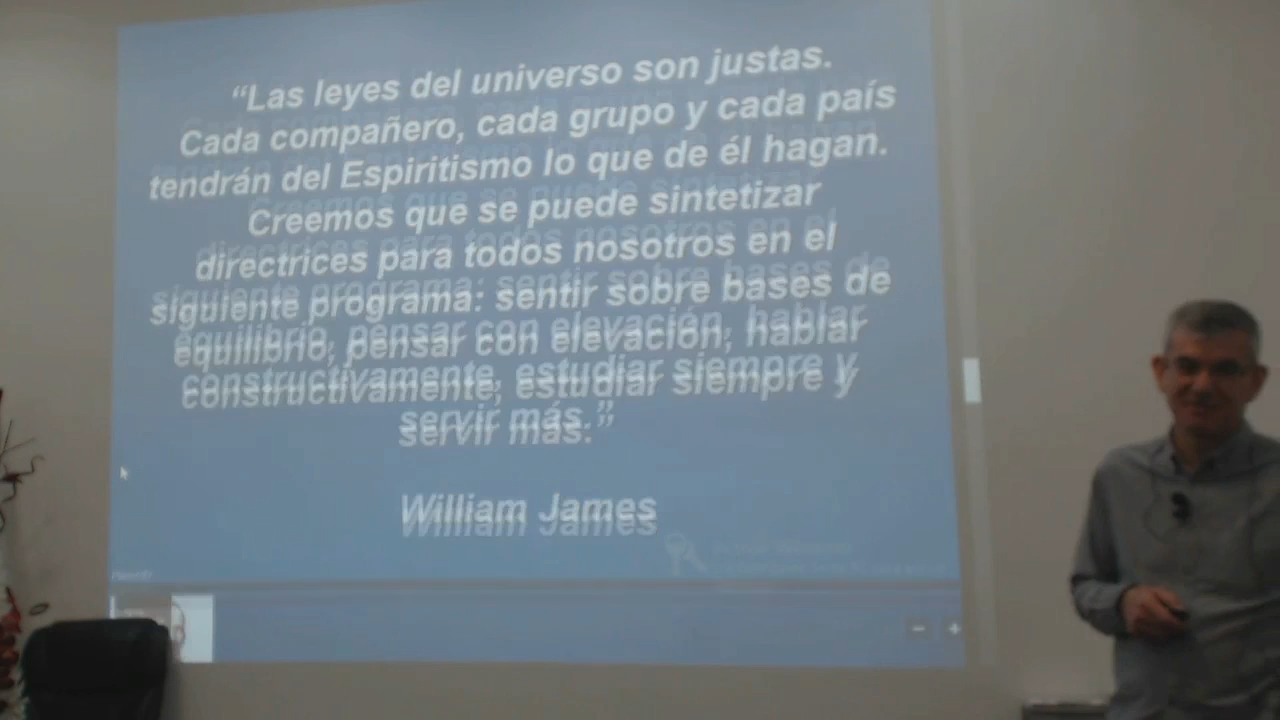 “Las leyes del universo son justas.
Cada compañero, cada grupo y cada país
tendrán del Espiritismo lo que de él hagan.
Creemos que se puede sintetizar
directrices para todos nosotros en el
siguiente programa: sentir sobre bases de
equilibrio, pensar con elevación, hablar
constructivamente, estudiar siempre y
servir más.”
William James